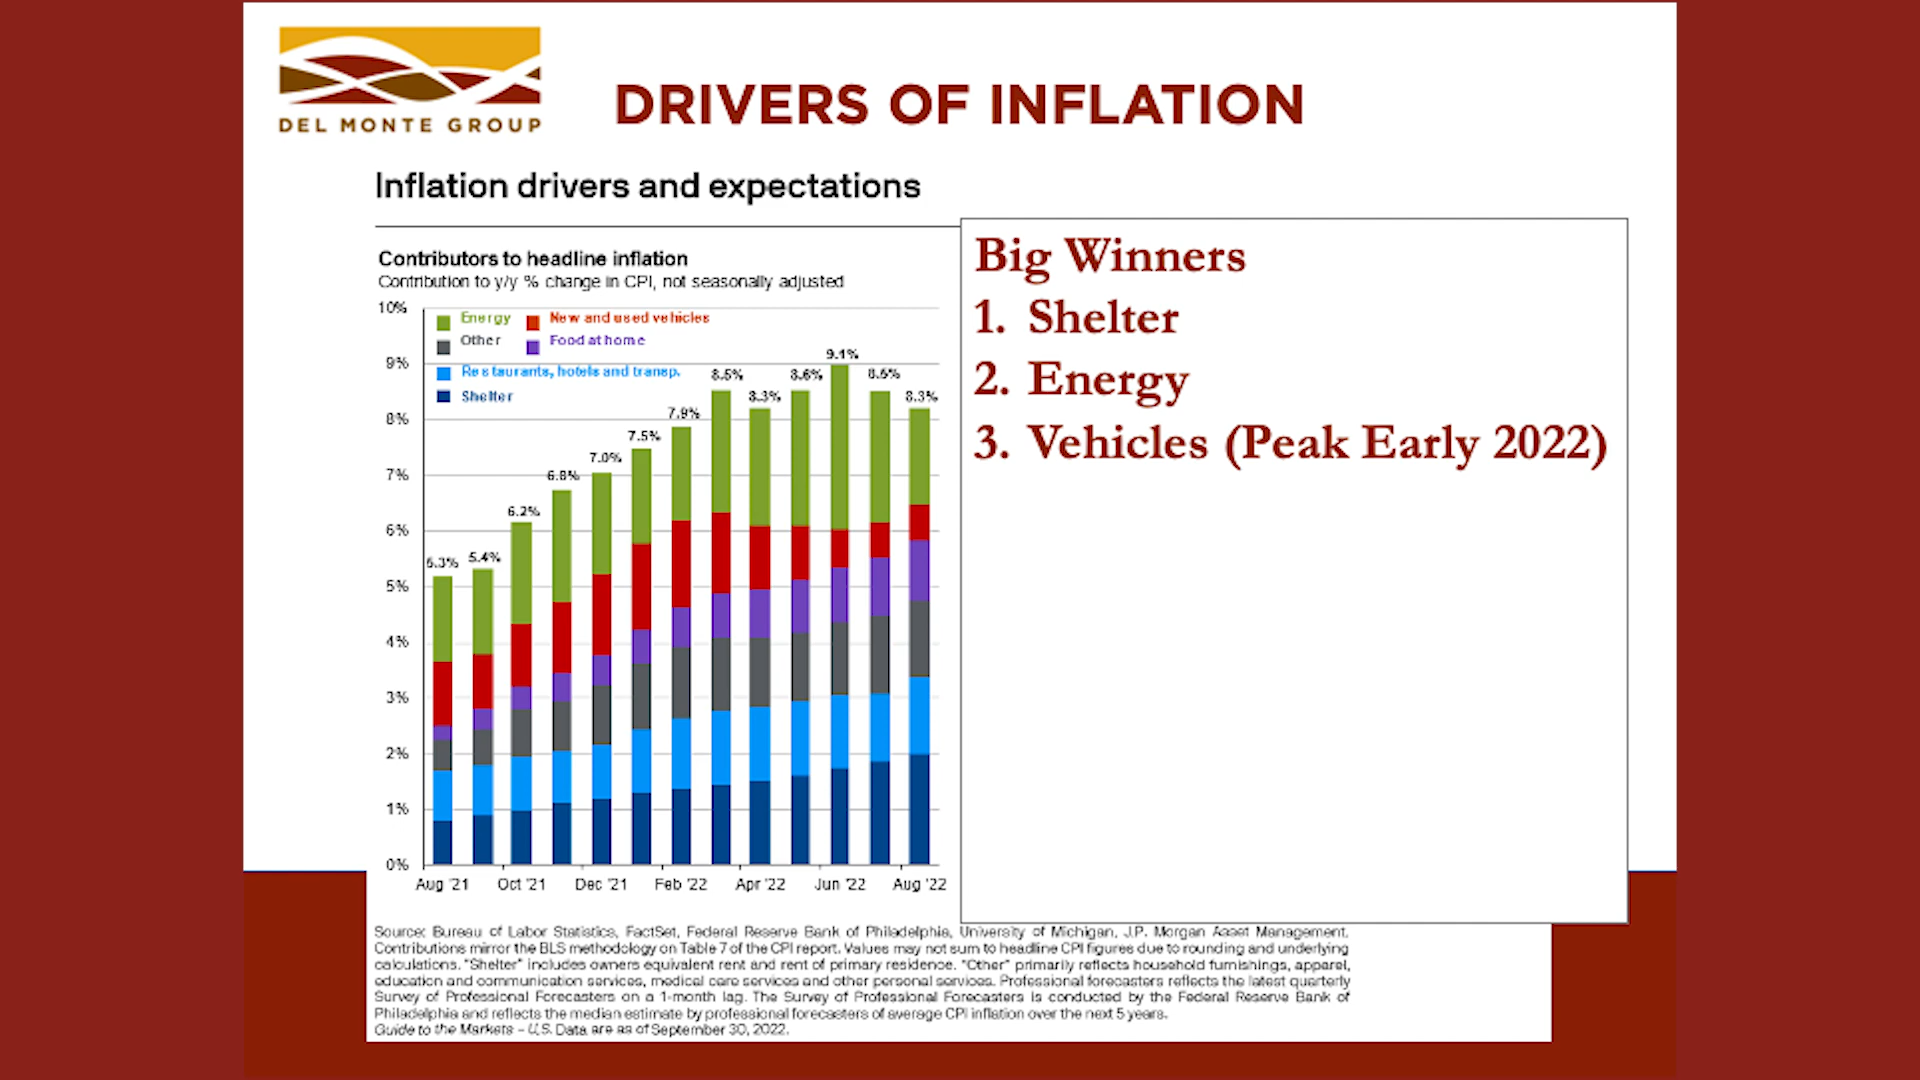 DEL MONTE GROUP
DRIVERS OF INFLATION
Inflation drivers and expectations
Contributors to headline inflation
Contribution to y/y % change in CPI, not seasonally adjusted
Big Winners
1. Shelter
2. Energy
3. Vehicles (Peak Early 2022)
10%
9%
8%
7%
6%
5%
4%
3%
2%
1%
0%
Energy
New and used vehicles
Other
Food at home
Restaurants, hotels and transp.
Shelter
5.3%
5.4%
6.2%
6.8%
7.0%
7.5%
7.9%
8.5%
8.3%
8.6%
9.1%
8.5%
8.3%
Aug '21
Oct '21
Dec '21
Feb '22
Apr '22
Jun '22
Aug '22
Source: Bureau of Labor Statistics, FactSet, Federal Reserve Bank of Philadelphia, University of Michigan, J.P. Morgan Asset Management.
Contributions mirror the BLS methodology on Table 7 of the CPI report. Values may not sum to headline CPI figures due to rounding and underlying
calculations. "Shelter" includes owners equivalent rent and rent of primary residence. "Other" primarily reflects household furnishings, apparel,
education and communication services, medical care services and other personal services. Professional forecasters reflects the latest quarterly
Survey of Professional Forecasters on a 1-month lag. The Survey of Professional Forecasters is conducted by the Federal Reserve Bank of
Philadelphia and reflects the median estimate by professional forecasters of average CPI inflation over the next 5 years.
Guide to the Markets – U.S. Data are as of September 30, 2022.